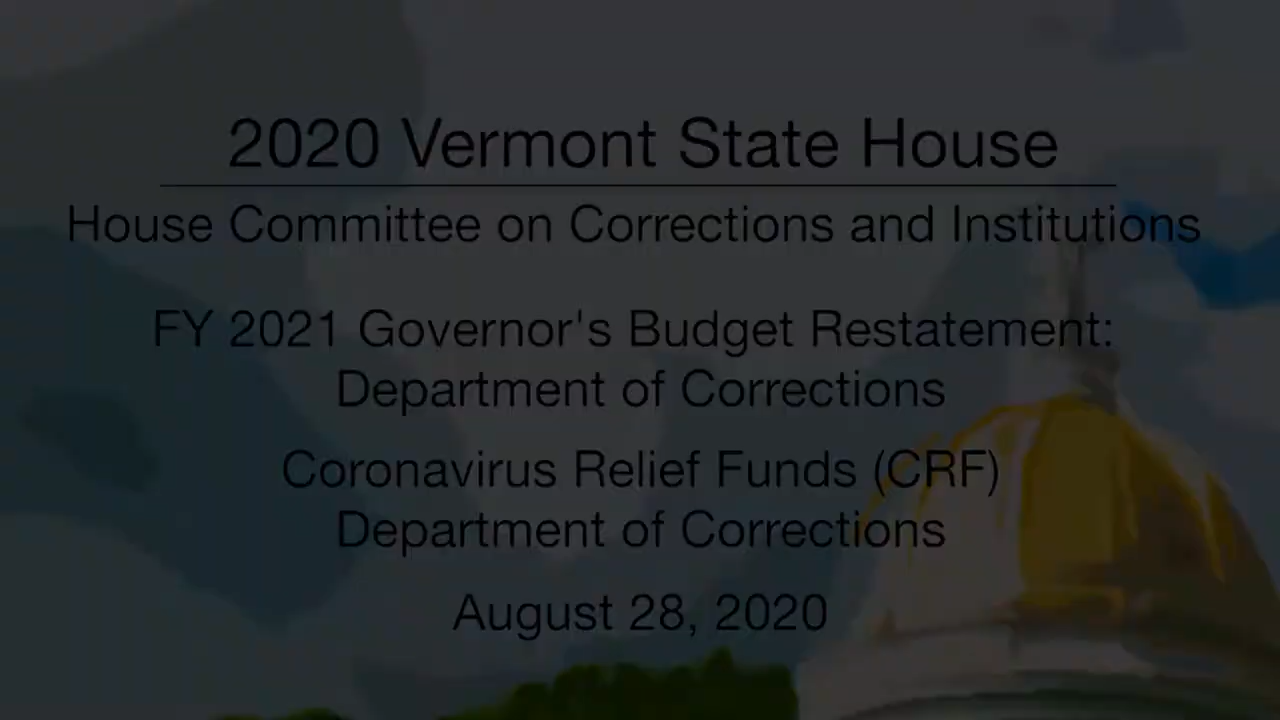 2020 Vermont State House
House Committee on Corrections and Institutions
FY 2021 Governor's Budget Restatement:
Department of Corrections
Coronavirus Relief Funds (CRF)
Department of Corrections
August 28, 2020